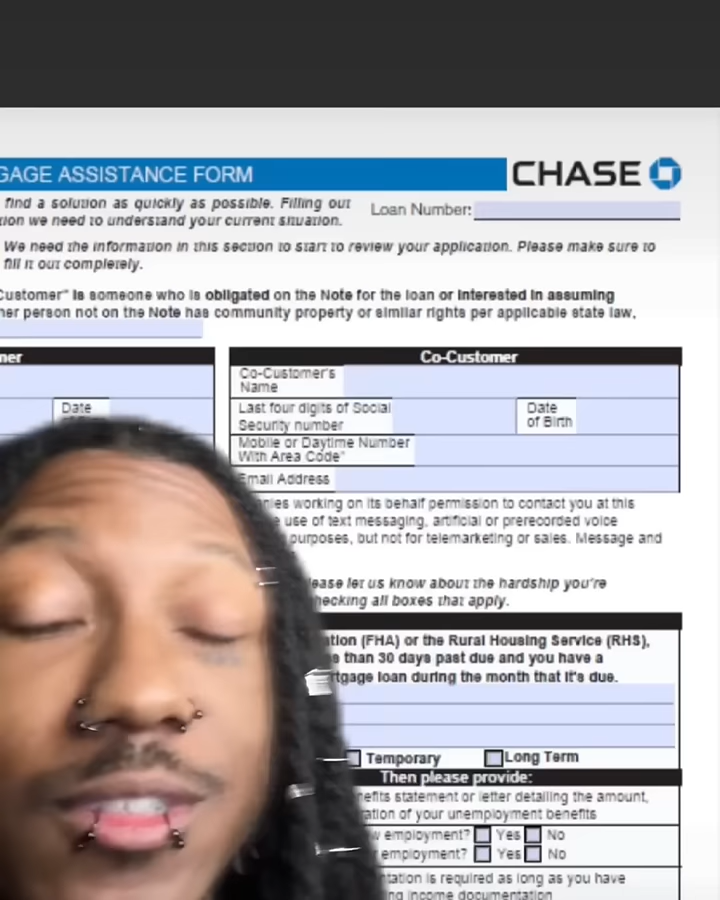 GAGE ASSISTANCE FORM
CHASE
find a solution as quickly as possible. Filling out
Loan Number:
tion we need to understand your current situation.
We need the information in this section to start to review your application. Please make sure to
fill it out completely.
Customer" is someone who is obligated on the Note for the loan or interested in assuming
her person not on the Note has community property or similar rights per applicable state law,
mer
Co-Customer
Co-Customer's
Name
Date
Last four digits of Social
Security number
Date
of Birth
Mobile or Daytime Number
With Area Code*
Email Address
nies working on its behalf permission to contact you at this
use of text messaging, artificial or prerecorded voice
purposes, but not for telemarketing or sales. Message and
lease let us know about the hardship you're
hecking all boxes that apply.
tion (FHA) or the Rural Housing Service (RHS),
s than 30 days past due and you have a
rtgage loan during the month that it's due.
Temporary
Long Term
Then please provide:
nefits statement or letter detailing the amount,
ration of your unemployment benefits
w employment? Yes No
employment? Yes No
ntation is required as long as you have
ng income documentation